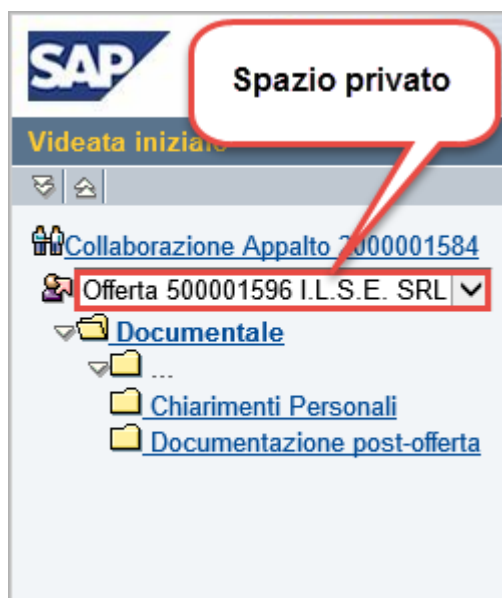 SAP
Spazio privato
Videata iniziale
Collaborazione Appalto 2000001584
Offerta 500001596 I.L.S.E. SRL
Documentale
...
Chiarimenti Personali
Documentazione post-offerta